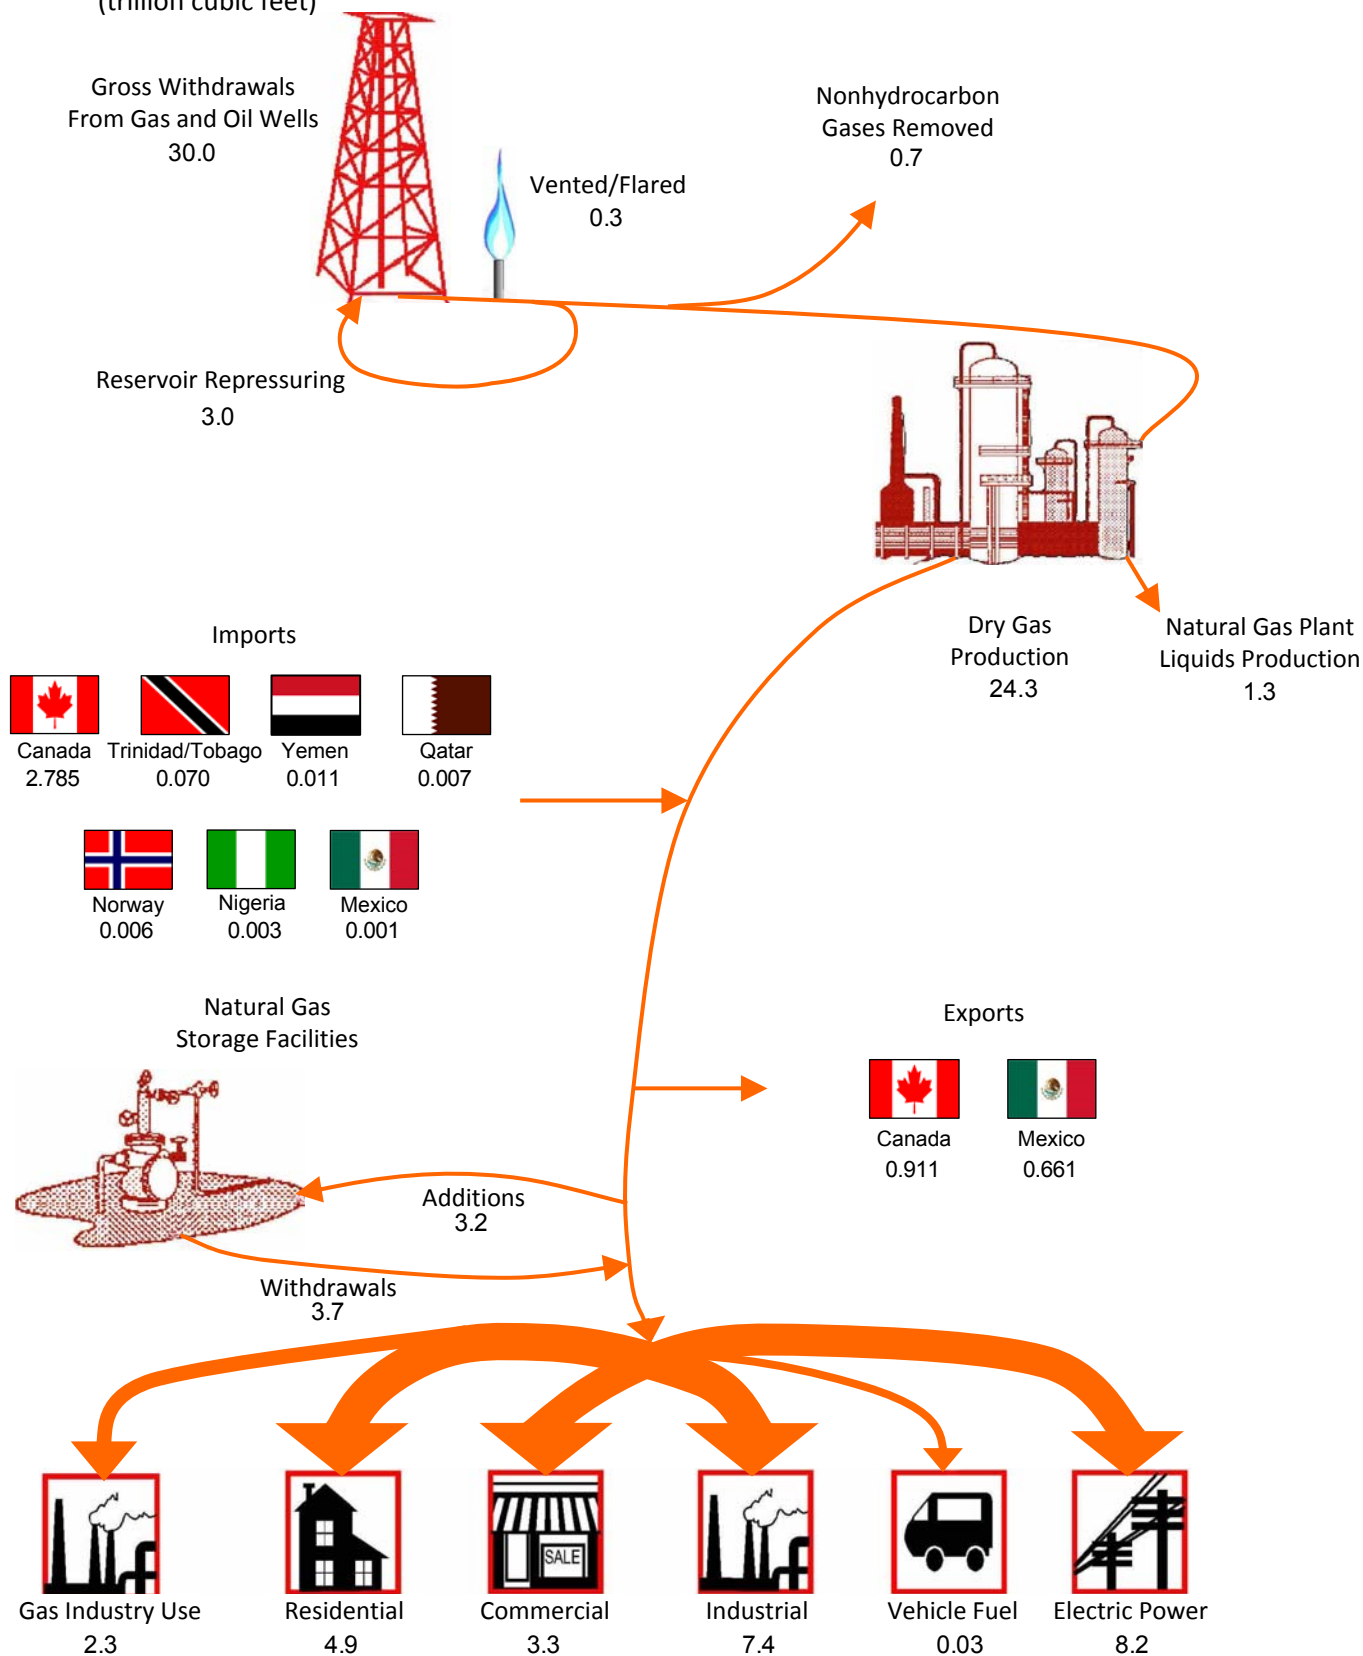 (trillion cubic feet)
Gross Withdrawals
From Gas and Oil Wells
30.0
Nonhydrocarbon
Gases Removed
0.7
Vented/Flared
0.3
Reservoir Repressuring
3.0
Dry Gas
Production
24.3
Natural Gas Plant
Liquids Production
1.3
Imports
Canada
2.785
Trinidad/Tobago
0.070
Yemen
0.011
Qatar
0.007
Norway
0.006
Nigeria
0.003
Mexico
0.001
Natural Gas
Storage Facilities
Exports
Canada
0.911
Mexico
0.661
Additions
3.2
Withdrawals
3.7
SALE
Gas Industry Use
2.3
Residential
4.9
Commercial
3.3
Industrial
7.4
Vehicle Fuel
0.03
Electric Power
8.2